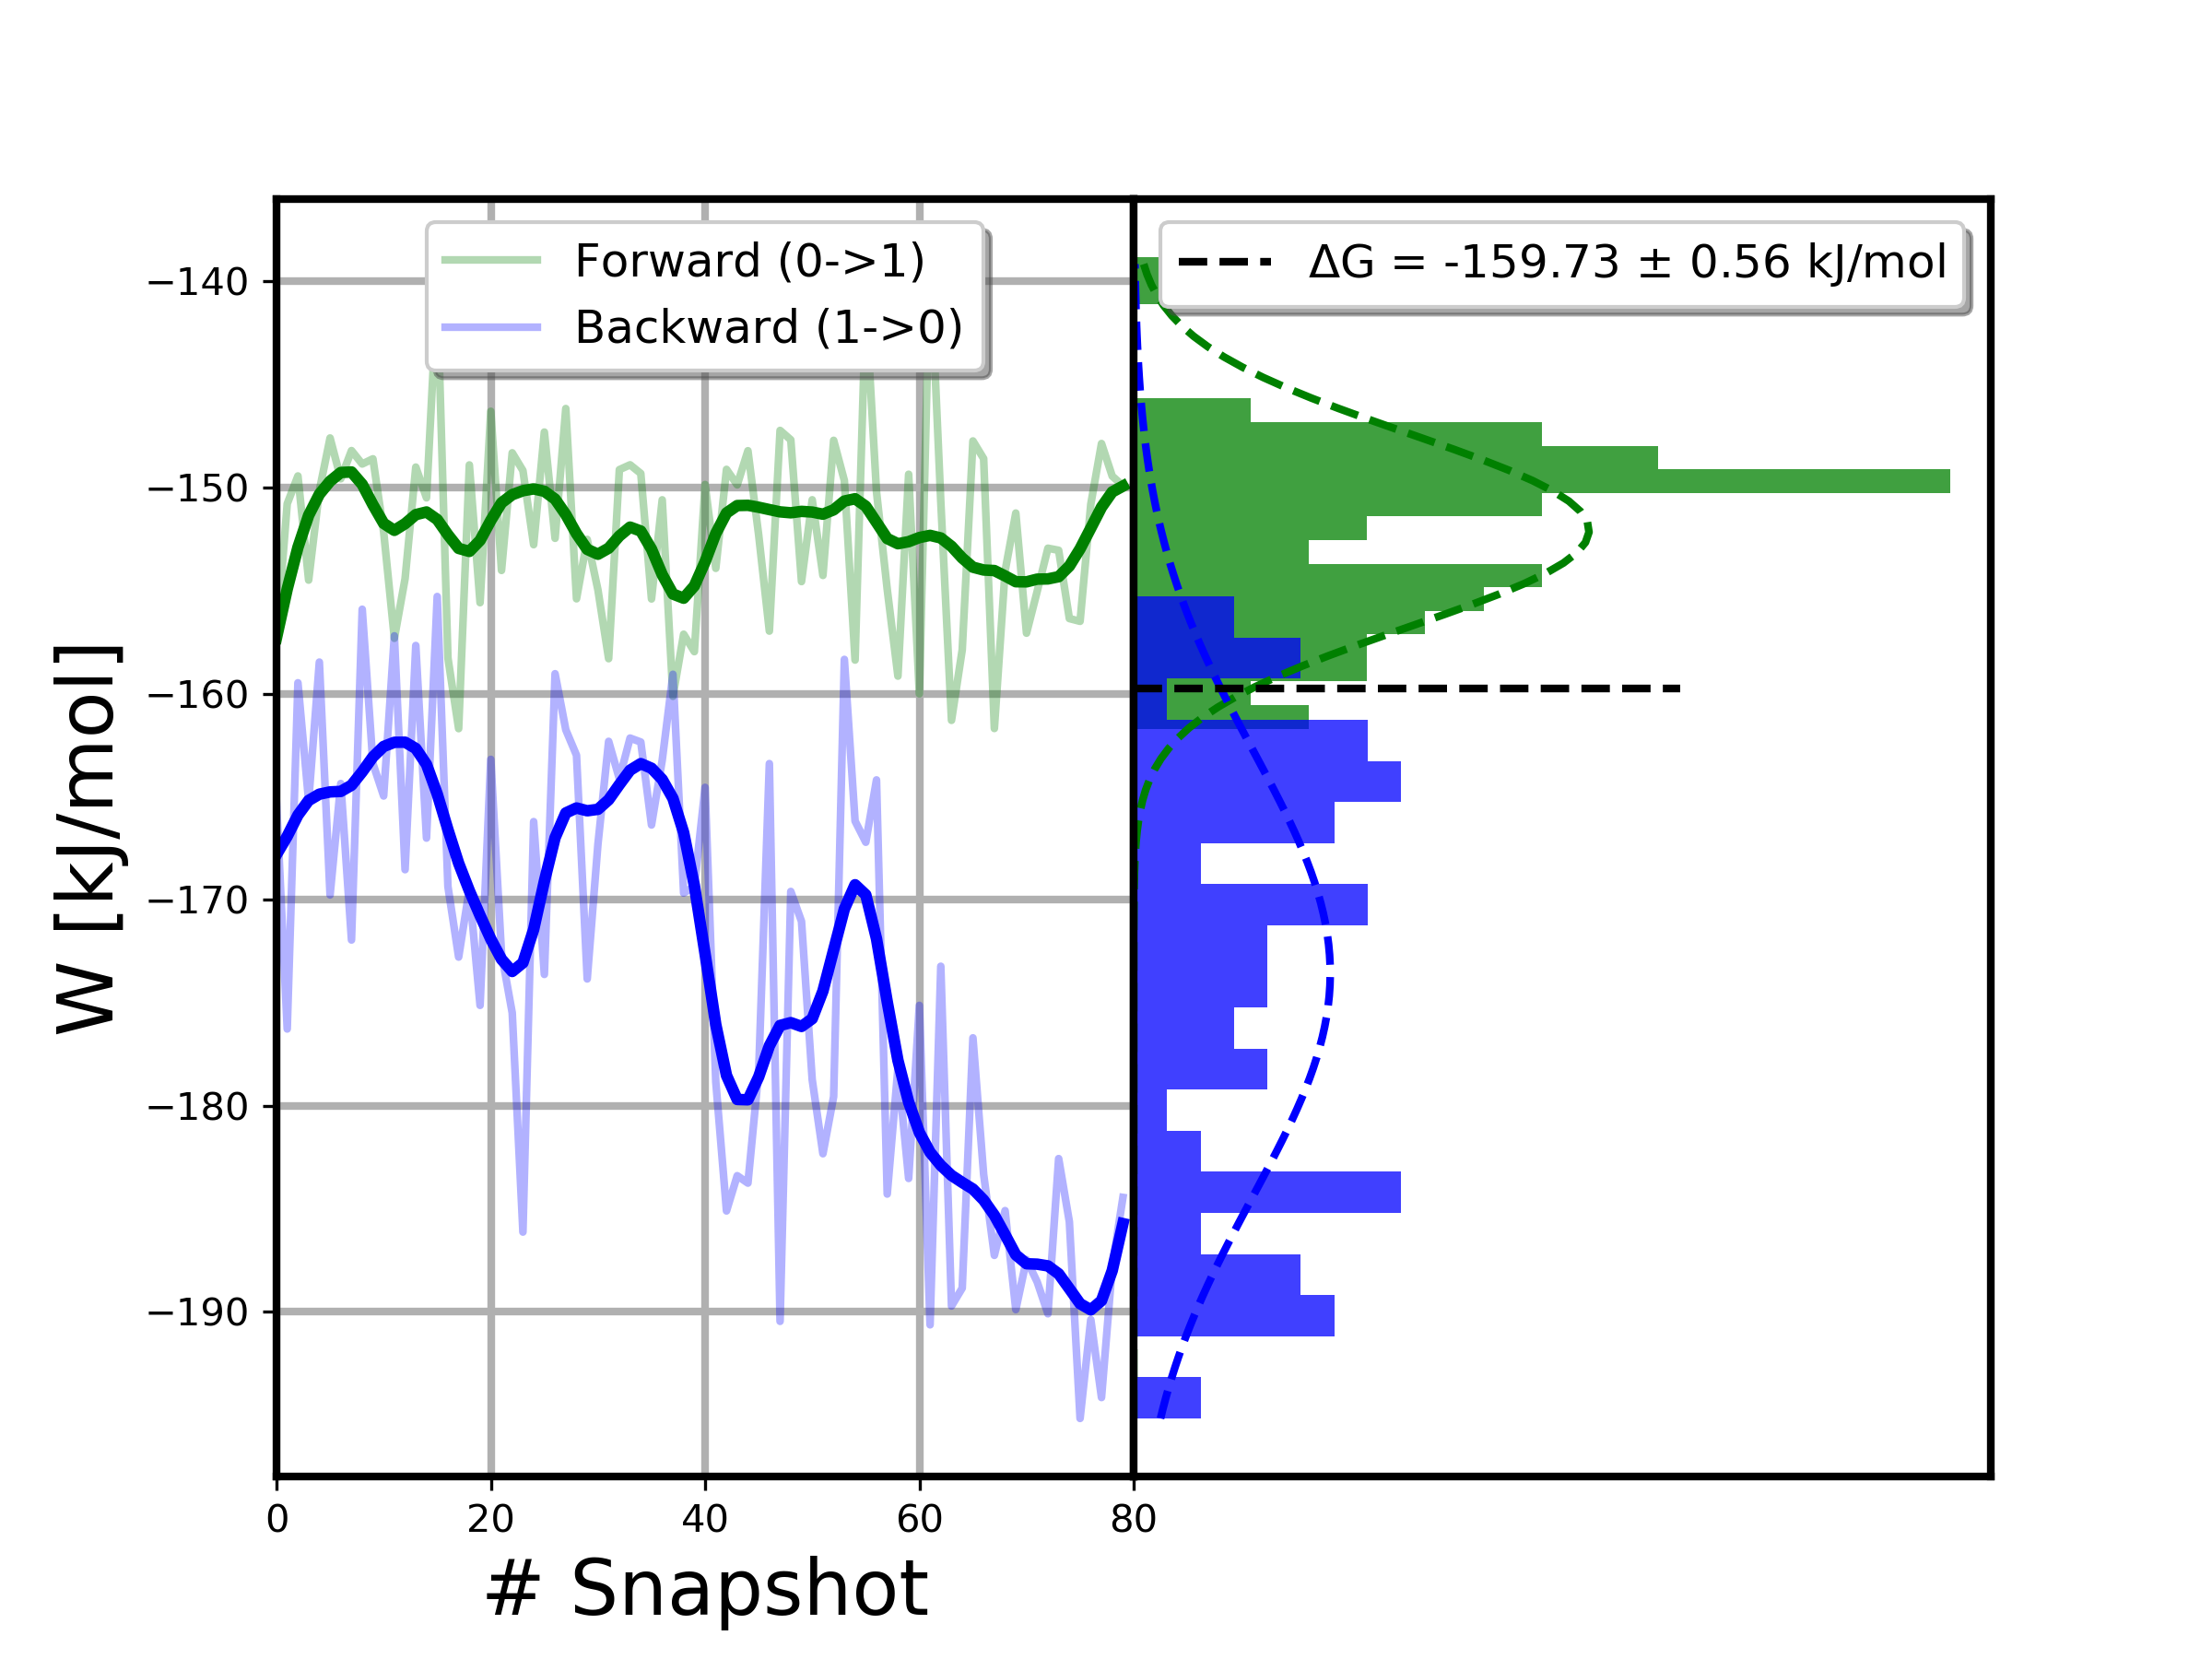 Forward (0->1)
Backward (1->0)
ΔG = -159.73 ± 0.56 kJ/mol
W [kJ/mol]
−140
−150
−160
−170
−180
−190
0
20
40
60
80
# Snapshot